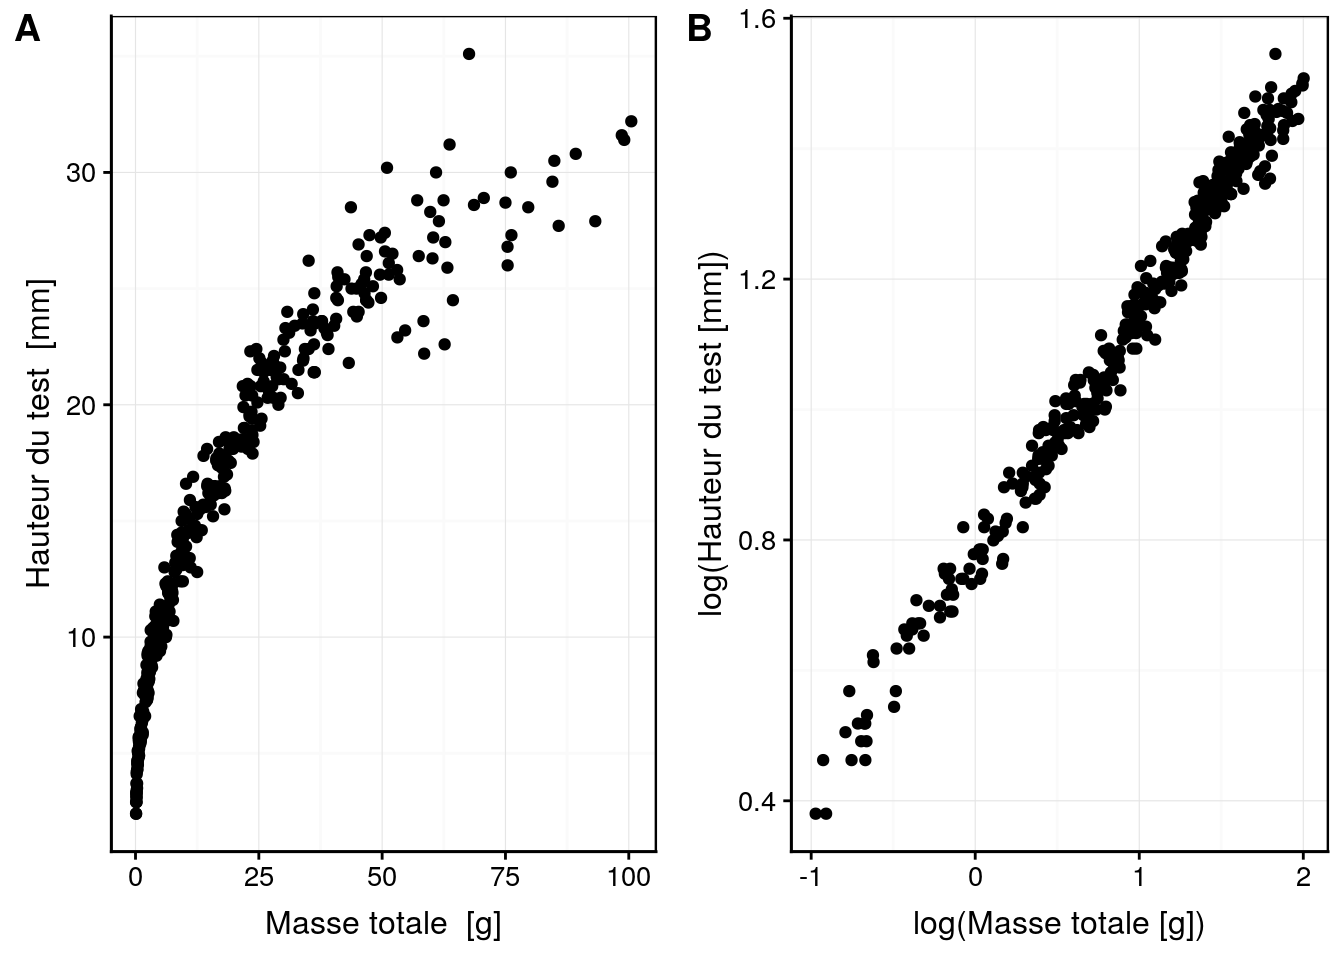 A
Hauteur du test [mm]
30
20
10
0 25 50 75 100
Masse totale [g]
B
log(Hauteur du test [mm])
1.6
1.2
0.8
0.4
-1 0 1 2
log(Masse totale [g])